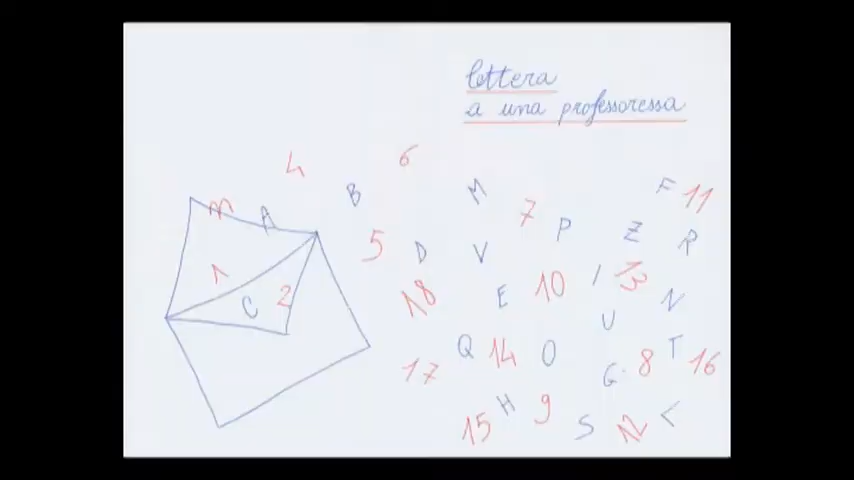 lettera
a una professoressa
4 6
3 A B M 7 P F 11
Z R
5 D V
1 C 2 18 E 10 I 13 N
U
17 Q 14 O G 8 T 16
15 H 9 S 12 L